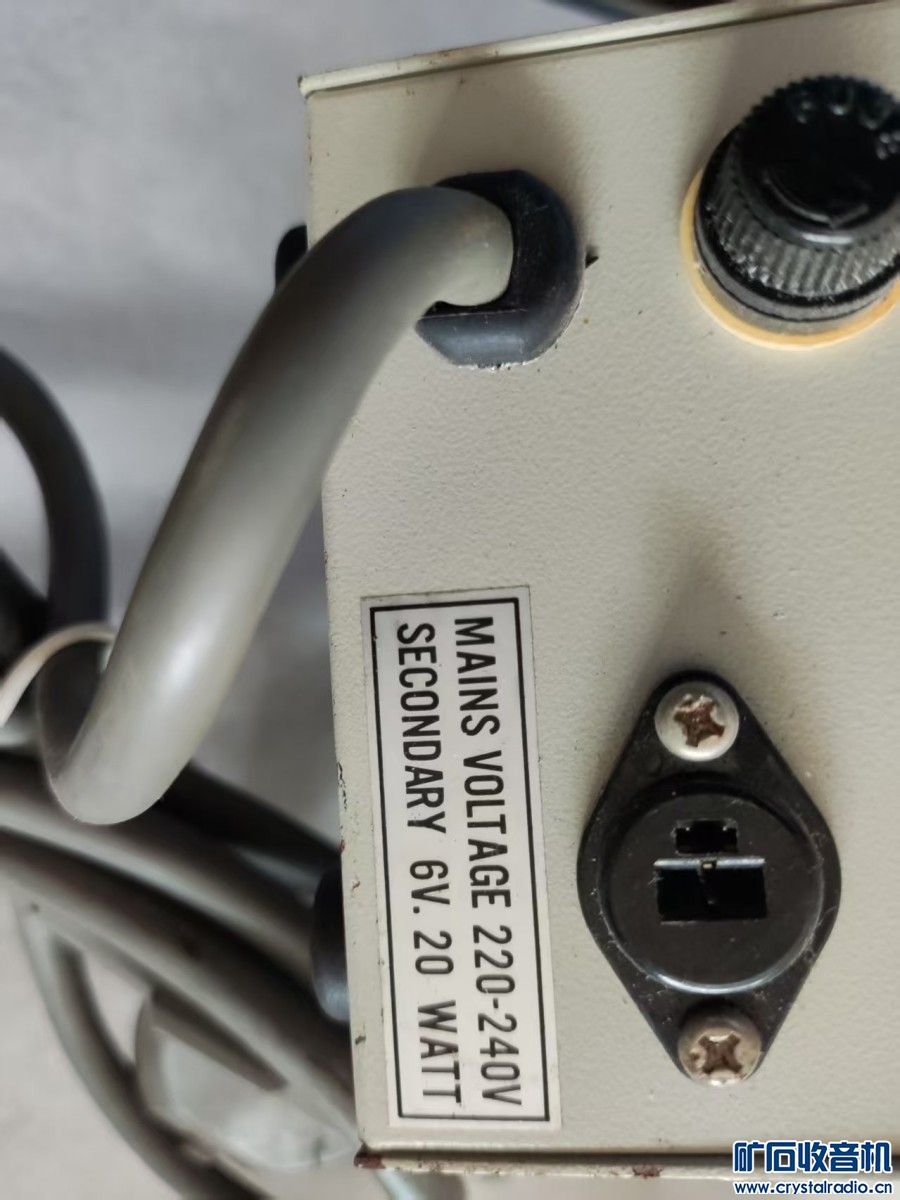 MAINS VOLTAGE 220-240V
SECONDARY 6V. 20 WATT
矿石收音机
www.crystalradio.cn